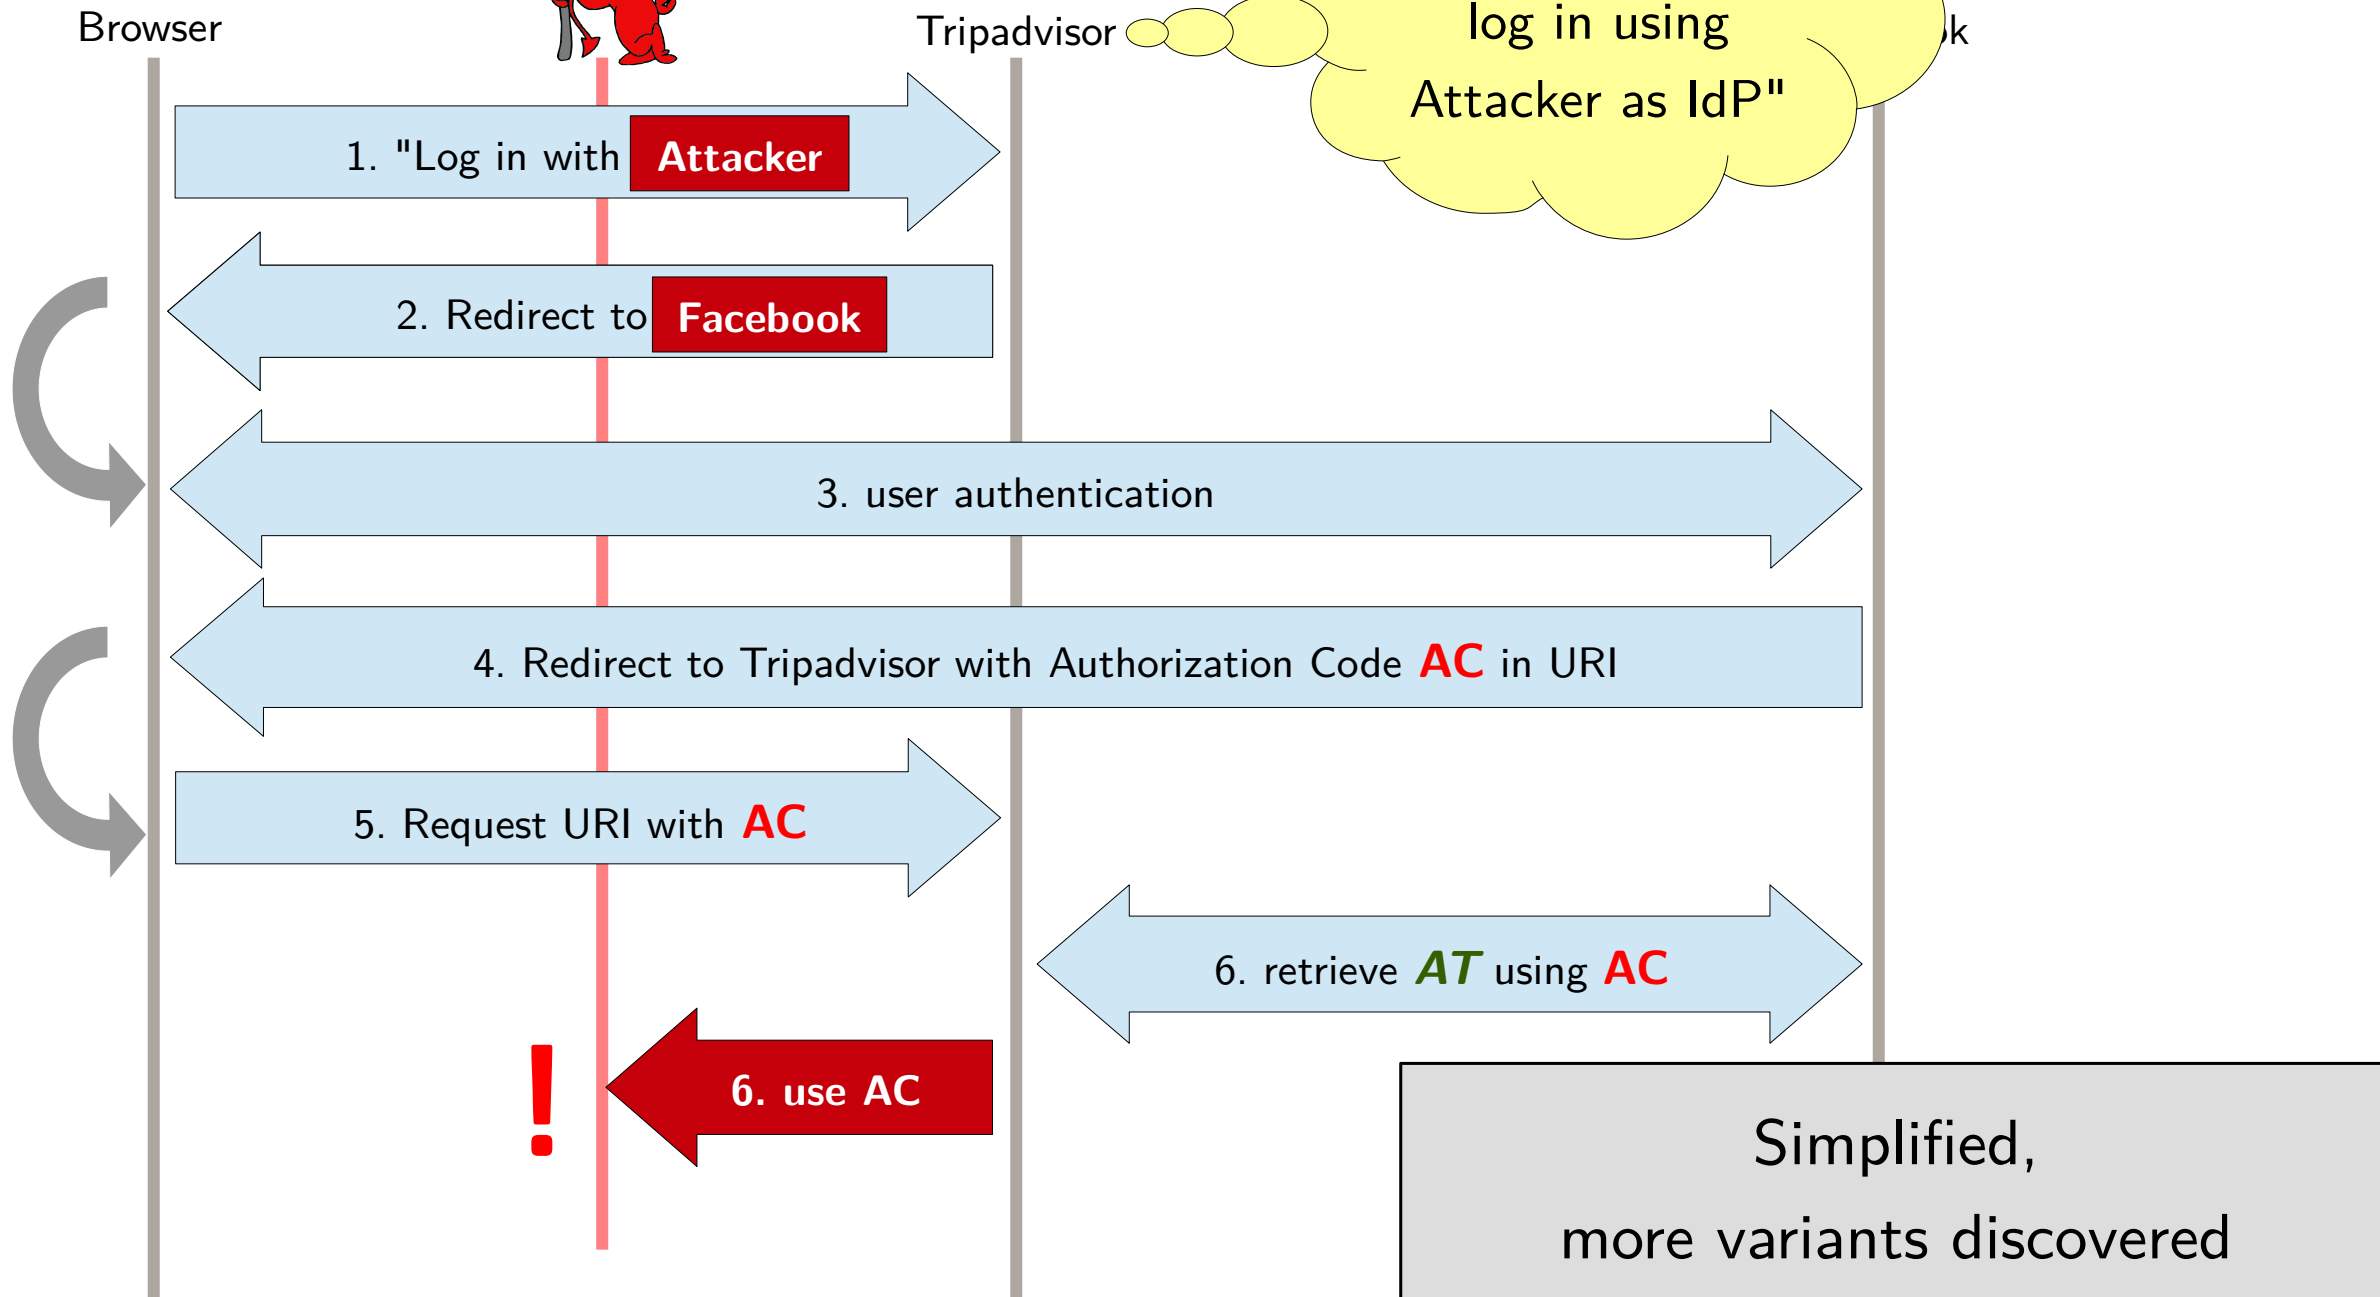 Browser
Tripadvisor
log in using
Attacker as IdP"
1. "Log in with Attacker
2. Redirect to Facebook
3. user authentication
4. Redirect to Tripadvisor with Authorization Code AC in URI
5. Request URI with AC
6. retrieve AT using AC
! 6. use AC
Simplified,
more variants discovered